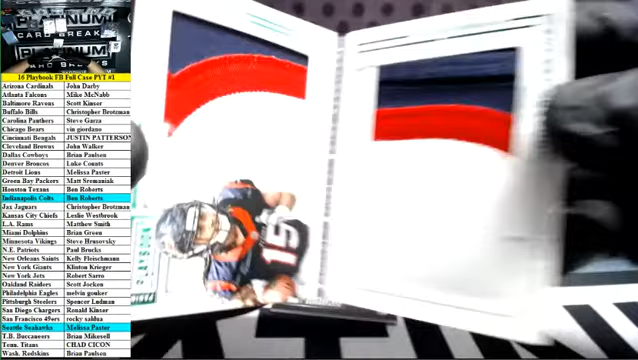 PLATINUM
CARD BREAK
PLATINUM
16 Playbook FB Full Case PYT #1
Arizona Cardinals John Darby
Atlanta Falcons Mike McNabb
Baltimore Ravens Scott Kinser
Buffalo Bills Christopher Brotzman
Carolina Panthers Steve Garza
Chicago Bears vin giordano
Cincinnati Bengals JUSTIN PATTERSON
Cleveland Browns John Walker
Dallas Cowboys Brian Paulsen
Denver Broncos Luke Counts
Detroit Lions Melissa Paster
Green Bay Packers Matt Szemaniak
Houston Texans Ben Roberts
Indianapolis Colts Ben Roberts
Jax Jaguars Christopher Brotzman
Kansas City Chiefs Leslie Westbrook
L.A. Rams Matthew Smith
Miami Dolphins Brian Green
Minnesota Vikings Steve Hrusovsky
N.E. Patriots Paul Brucks
New Orleans Saints Kelly Fleischmann
New York Giants Klinton Krieger
New York Jets Robert Sarro
Oakland Raiders Scott Jocken
Philadelphia Eagles melvin gonker
Pittsburgh Steelers Spencer Ludman
San Diego Chargers Ronald Kinser
San Francisco 49ers rocky saldua
Seattle Seahawks Melissa Paster
T.B. Buccaneers Brian Mikesell
Tenn. Titans CHAD CICON
Wash. Redskins Brian Paulsen
PLAYBOOK
15